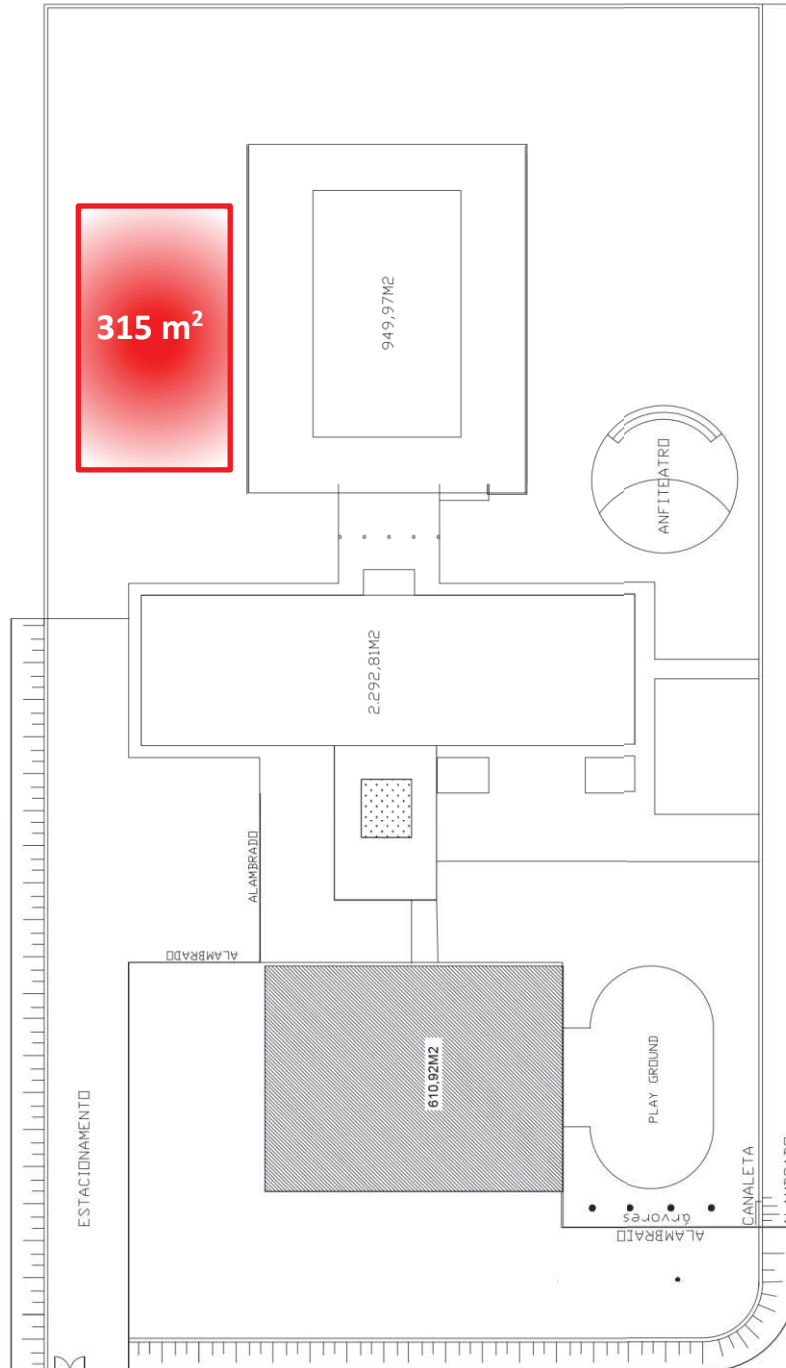 315 m²
949,97M2
ANFITEATRO
2.292,81M2
ALAMBRADO
ALAMBRADO
610,92M2
PLAY GROUND
ESTACIONAMENTO
árvores
ALAMBRADO
CANALETA